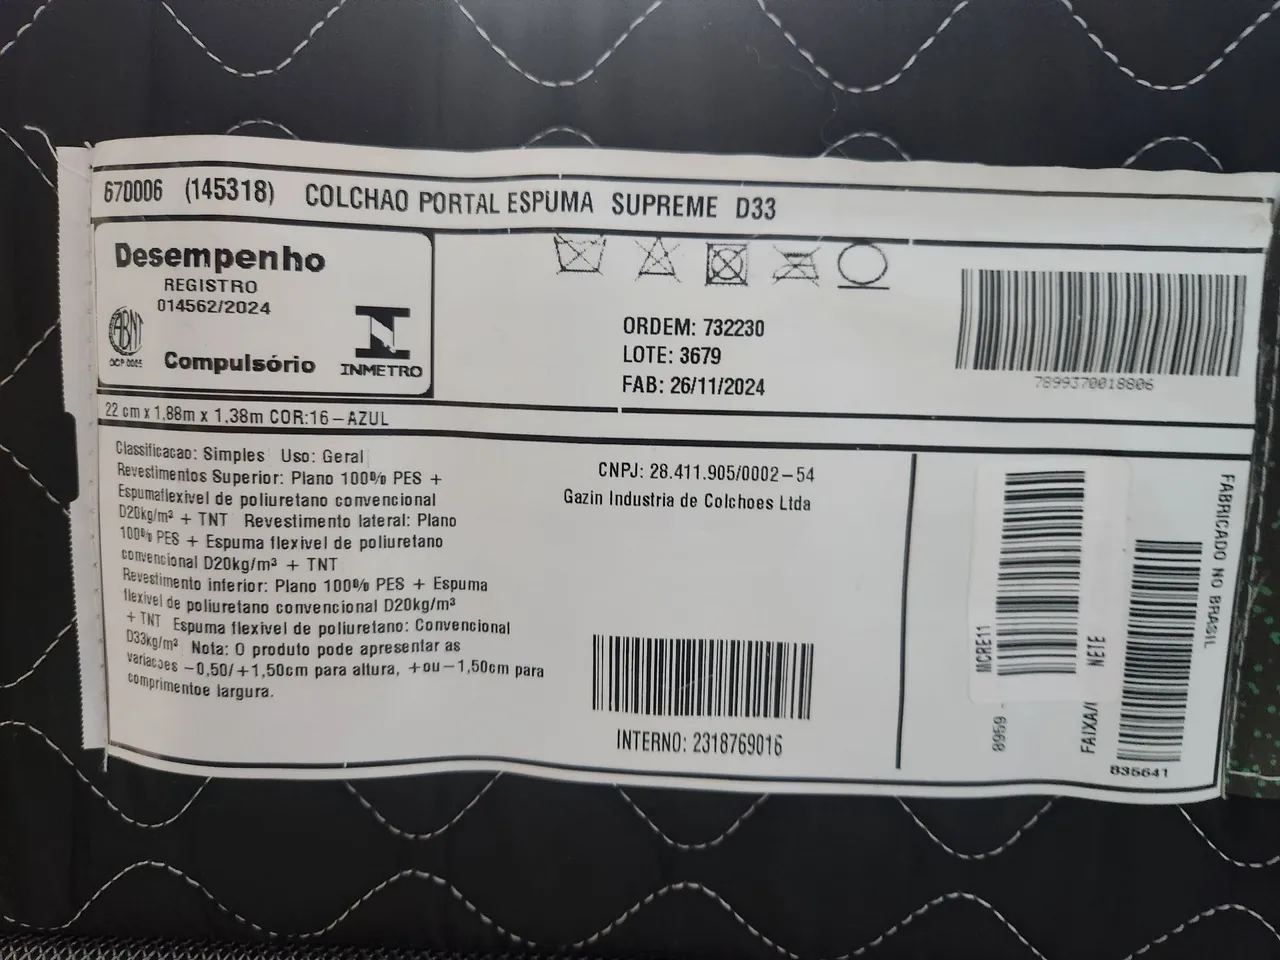 670006 (145318) COLCHAO PORTAL ESPUMA SUPREME D33
Desempenho
REGISTRO
014562/2024
ABNT
OCP 0005
Compulsório
INMETRO
ORDEM: 732230
LOTE: 3679
FAB: 26/11/2024
7899370018806
22 cm x 1.88m x 1.38m COR:16-AZUL
Classificacao: Simples Uso: Geral
Revestimentos Superior: Plano 100% PES +
Espumaflexivel de poliuretano convencional
D20kg/m³ + TNT Revestimento lateral: Plano
100% PES + Espuma flexivel de poliuretano
convencional D20kg/m³ + TNT
Revestimento inferior: Plano 100% PES + Espuma
flexivel de poliuretano convencional D20kg/m³
+ TNT Espuma flexivel de poliuretano: Convencional
D33kg/m³ Nota: O produto pode apresentar as
variacoes -0,50/+1,50cm para altura, +ou-1,50cm para
comprimentoe largura.
CNPJ: 28.411.905/0002-54
Gazin Industria de Colchoes Ltda
INTERNO: 2318769016
MCRE11
8959 -
NETE
FAIXA/
835641
FABRICADO NO BRASIL